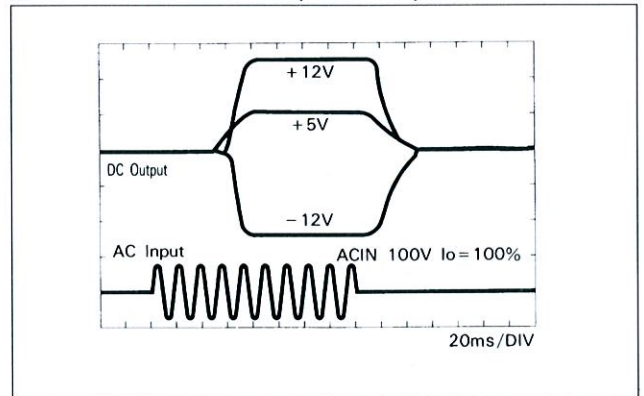 +12V
+5V
DC Output
−12V
AC Input
ACIN 100V Io=100%
20ms/DIV